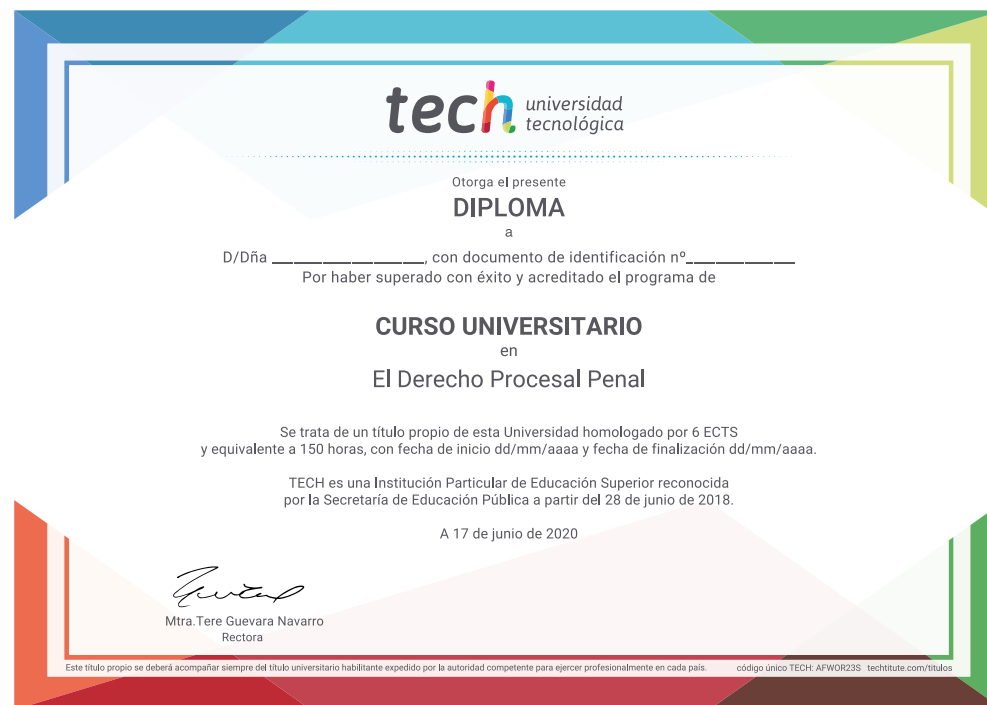 tech universidad
tecnológica
Otorga el presente
DIPLOMA
a
D/Dña ______________, con documento de identificación nº__________
Por haber superado con éxito y acreditado el programa de
CURSO UNIVERSITARIO
en
El Derecho Procesal Penal
Se trata de un título propio de esta Universidad homologado por 6 ECTS
y equivalente a 150 horas, con fecha de inicio dd/mm/aaaa y fecha de finalización dd/mm/aaaa.
TECH es una Institución Particular de Educación Superior reconocida
por la Secretaría de Educación Pública a partir del 28 de junio de 2018.
A 17 de junio de 2020
Mtra.Tere Guevara Navarro
Rectora
Este título propio se deberá acompañar siempre del título universitario habilitante expedido por la autoridad competente para ejercer profesionalmente en cada país. código único TECH: AFWOR23S techtitute.com/titulos